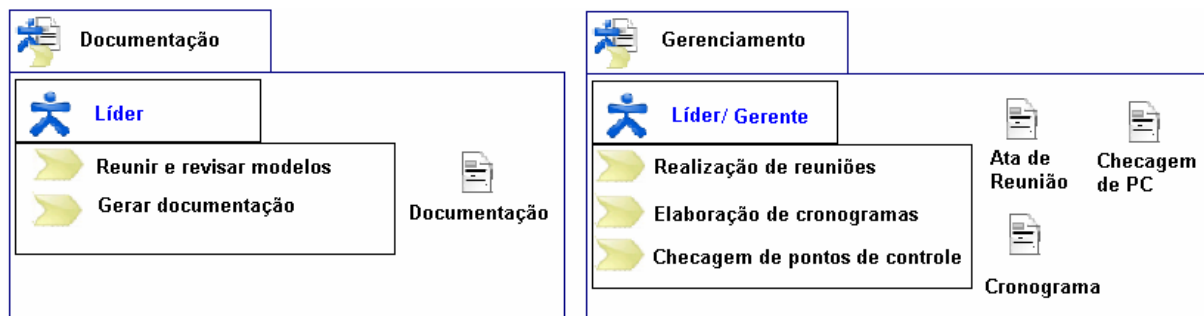 Documentação
Líder
Reunir e revisar modelos
Gerar documentação
Documentação
Gerenciamento
Líder/ Gerente
Realização de reuniões
Elaboração de cronogramas
Checagem de pontos de controle
Ata de
Reunião
Checagem
de PC
Cronograma